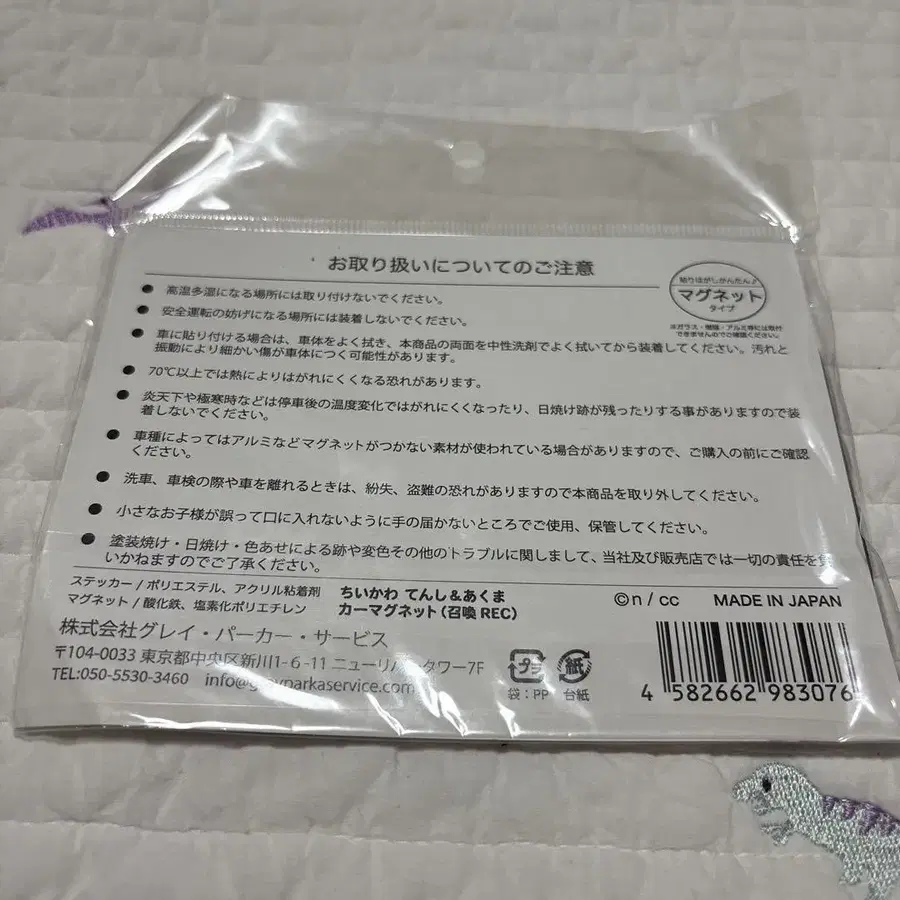 お取り扱いについてのご注意
貼りはがしかんたん♪
マグネット
タイプ
● 高温多湿になる場所には取り付けないでください。
● 安全運転の妨げになる場所には装着しないでください。
● 車に貼り付ける場合は、車体をよく拭き、本商品の両面を中性洗剤でよく拭いてから装着してください。汚れと
振動により細かい傷が車体につく可能性があります。
● 70℃以上では熱によりはがれにくくなる恐れがあります。
● 炎天下や極寒時などは停車後の温度変化ではがれにくくなったり、日焼け跡が残ったりする事がありますので装
着しないでください。
● 車種によってはアルミなどマグネットがつかない素材が使われている場合がありますので、ご購入の前にご確認
ください。
● 洗車、車検の際や車を離れるときは、紛失、盗難の恐れがありますので本商品を取り外してください。
● 小さなお子様が誤って口に入れないように手の届かないところでご使用、保管してください。
● 塗装焼け・日焼け・色あせによる跡や変色その他のトラブルに関しまして、当社及び販売店では一切の責任を負
いかねますのでご了承ください。
ステッカー / ポリエステル、アクリル粘着剤
マグネット / 酸化鉄、塩素化ポリエチレン
ちいかわ てんし&あくま
カーマグネット（召喚 REC）
©n / cc MADE IN JAPAN
株式会社グレイ・パーカー・サービス
〒104-0033 東京都中央区新川1-6-11 ニューリバータワー7F
TEL:050-5530-3460 info@grayparkaservice.com
プラ 紙
袋：PP 台紙
4 582662 983076